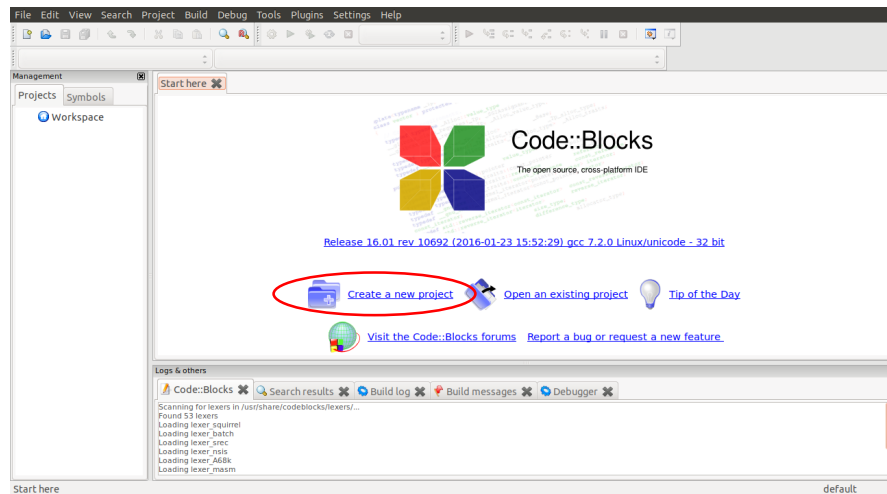 File Edit View Search Project Build Debug Tools Plugins Settings Help
Management
Projects Symbols
Workspace
Start here
Code::Blocks
The open source, cross-platform IDE
Release 16.01 rev 10692 (2016-01-23 15:52:29) gcc 7.2.0 Linux/unicode - 32 bit
Create a new project Open an existing project Tip of the Day
Visit the Code::Blocks forums Report a bug or request a new feature
Logs & others
Code::Blocks Search results Build log Build messages Debugger
Scanning for lexers in /usr/share/codeblocks/lexers/...
Found 53 lexers
Loading lexer_squirrel
Loading lexer_batch
Loading lexer_srec
Loading lexer_nsis
Loading lexer_A68k
Loading lexer_masm
Start here default